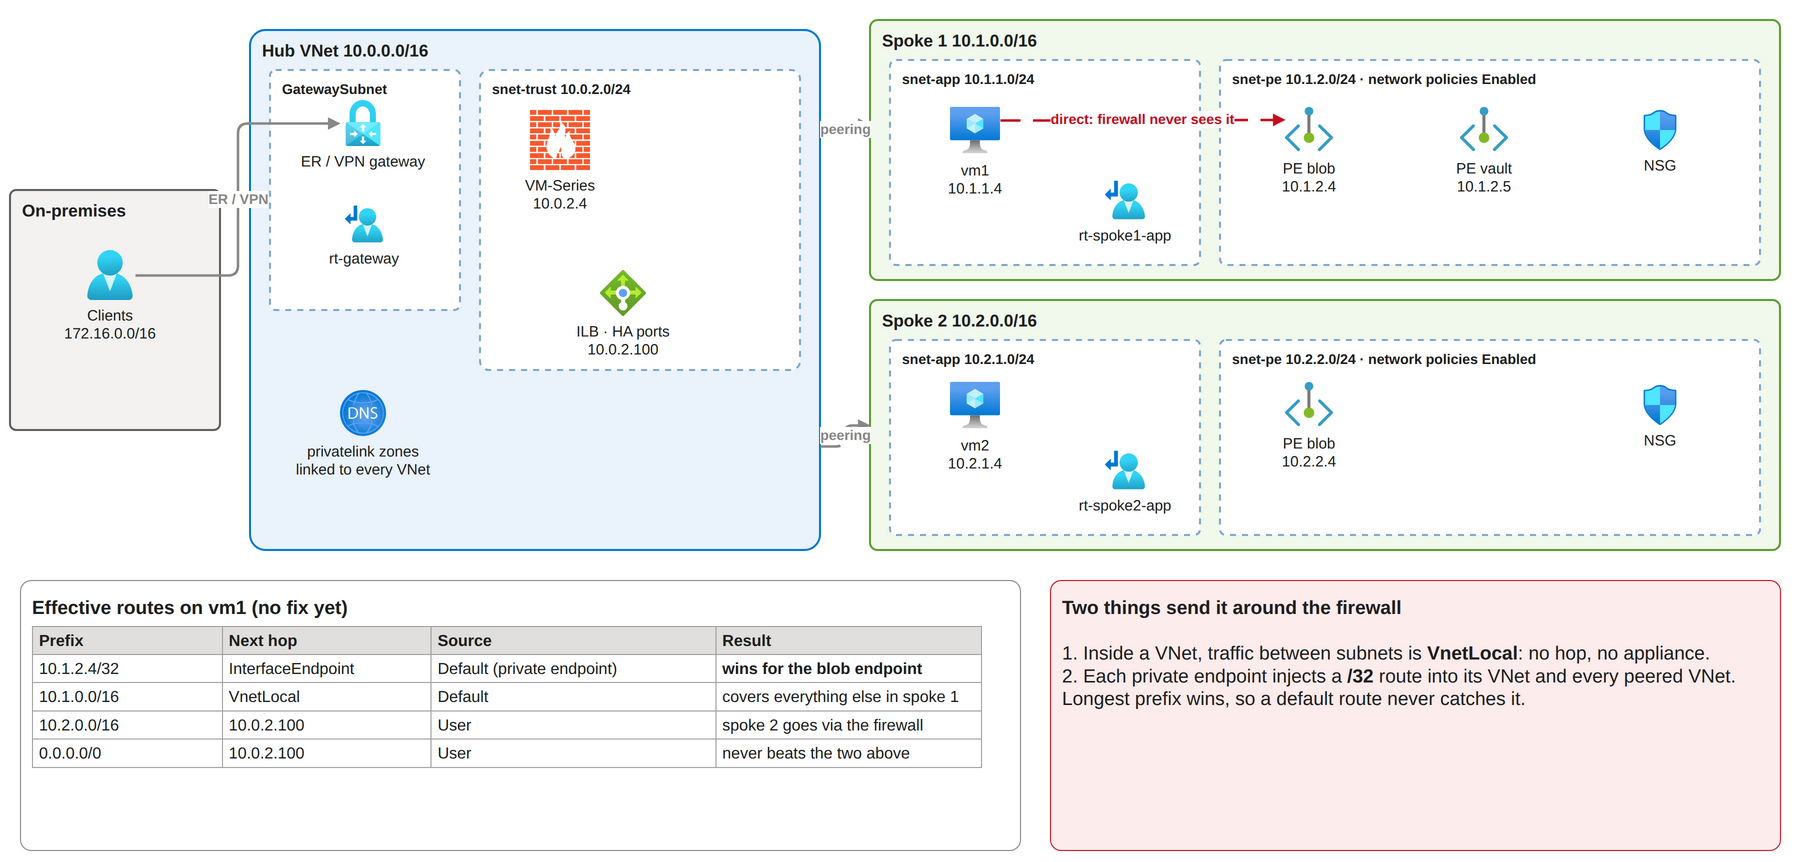 On-premises
Clients
172.16.0.0/16
ER / VPN
Hub VNet 10.0.0.0/16
GatewaySubnet
ER / VPN gateway
rt-gateway
snet-trust 10.0.2.0/24
VM-Series
10.0.2.4
ILB · HA ports
10.0.2.100
DNS
privatelink zones
linked to every VNet
peering
peering
Spoke 1 10.1.0.0/16
snet-app 10.1.1.0/24
vm1
10.1.1.4
rt-spoke1-app
direct: firewall never sees it
snet-pe 10.1.2.0/24 · network policies Enabled
PE blob
10.1.2.4
PE vault
10.1.2.5
NSG
Spoke 2 10.2.0.0/16
snet-app 10.2.1.0/24
vm2
10.2.1.4
rt-spoke2-app
snet-pe 10.2.2.0/24 · network policies Enabled
PE blob
10.2.2.4
NSG
Effective routes on vm1 (no fix yet)
Prefix Next hop Source Result
10.1.2.4/32 InterfaceEndpoint Default (private endpoint) wins for the blob endpoint
10.1.0.0/16 VnetLocal Default covers everything else in spoke 1
10.2.0.0/16 10.0.2.100 User spoke 2 goes via the firewall
0.0.0.0/0 10.0.2.100 User never beats the two above
Two things send it around the firewall
1. Inside a VNet, traffic between subnets is VnetLocal: no hop, no appliance.
2. Each private endpoint injects a /32 route into its VNet and every peered VNet.
Longest prefix wins, so a default route never catches it.